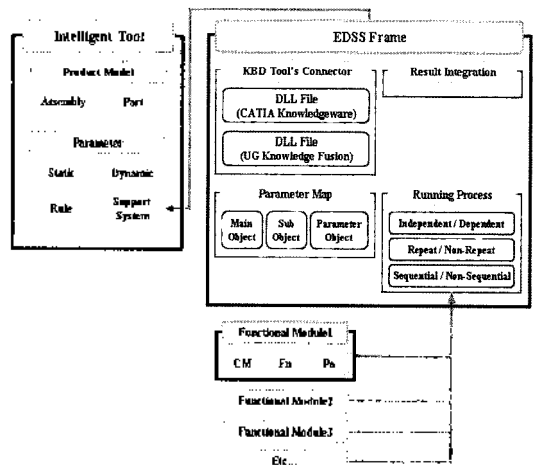 Intelligent Tool
Product Model
Assembly Part
Parameter
Static Dynamic
Rule Support System
EDSS Frame
KBD Tool's Connector
DLL File
(CATIA Knowledgeware)
DLL File
(UG Knowledge Fusion)
Result Integration
Parameter Map
Main Object
Sub Object
Parameter Object
Running Process
Independent / Dependent
Repeat / Non-Repeat
Sequential / Non-Sequential
Functional Module1
CM Fn
Functional Module2
Functional Module3
Etc...